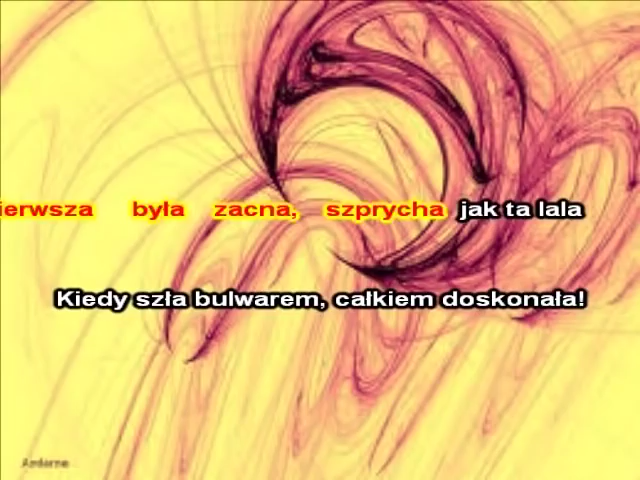 ierwsza była zacna, szprycha jak ta lala
Kiedy szła bulwarem, całkiem doskonała!